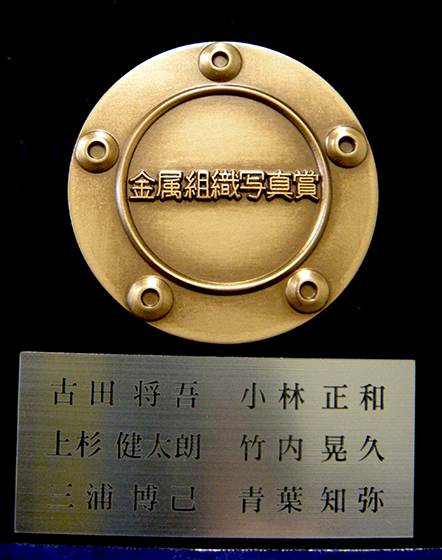 金属組織写真賞
古田 将吾 小林 正和
上杉 健太朗 竹内 晃久
三浦 博己 青葉 知弥